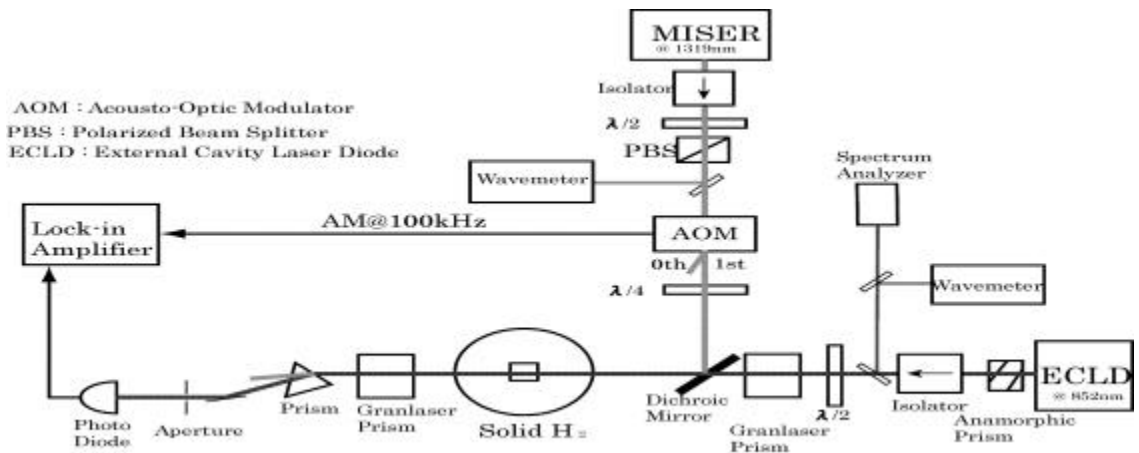 MISER
@ 1319nm
Isolator
AOM : Acousto-Optic Modulator
PBS : Polarized Beam Splitter
ECLD : External Cavity Laser Diode
λ/2
PBS
Wavemeter
Spectrum
Analyzer
Lock-in
Amplifier
AM@100kHz
AOM
0th 1st
λ/4
Wavemeter
Photo
Diode
Aperture
Prism
Granlaser
Prism
Solid H₂
Dichroic
Mirror
Granlaser
Prism
λ/2
Isolator
Anamorphic
Prism
ECLD
@ 852nm